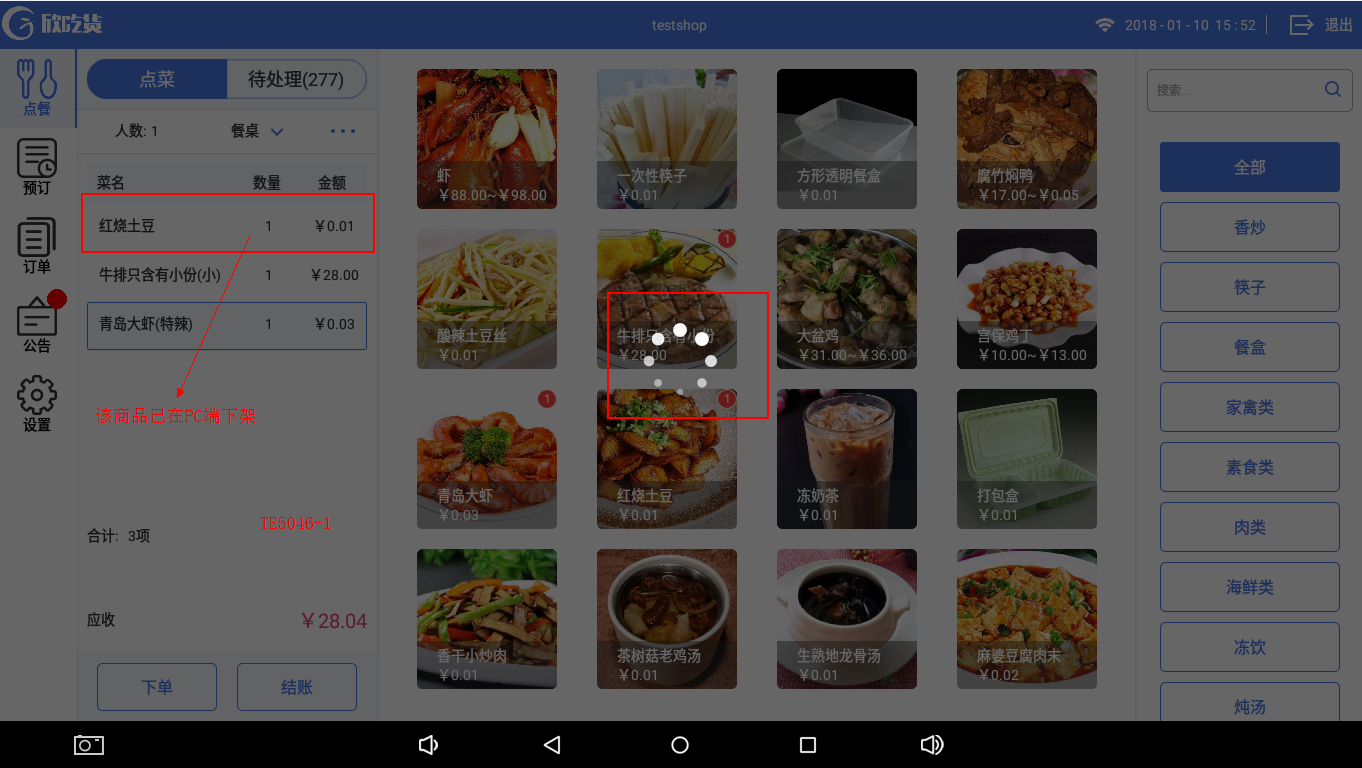 欣吃货
testshop
2018-01-10 15:52
退出
点餐
预订
订单
公告
设置
点菜
待处理(277)
人数: 1
餐桌
菜名 数量 金额
红烧土豆 1 ￥0.01
牛排只含有小份(小) 1 ￥28.00
青岛大虾(特辣) 1 ￥0.03
该商品已在PC端下架
TE5046-1
合计: 3项
应收 ￥28.04
下单
结账
虾
￥88.00~￥98.00
一次性筷子
￥0.01
方形透明餐盒
￥0.01
腐竹焖鸭
￥17.00~￥0.05
酸辣土豆丝
￥0.01
1
牛排只含有小份
￥28.00
大盆鸡
￥31.00~￥36.00
宫保鸡丁
￥10.00~￥13.00
1
青岛大虾
￥0.03
1
红烧土豆
￥0.01
冻奶茶
￥0.01
打包盒
￥0.01
香干小炒肉
￥0.01
茶树菇老鸡汤
￥0.01
生熟地龙骨汤
￥0.01
麻婆豆腐肉末
￥0.02
搜索...
全部
香炒
筷子
餐盒
家禽类
素食类
肉类
海鲜类
冻饮
炖汤